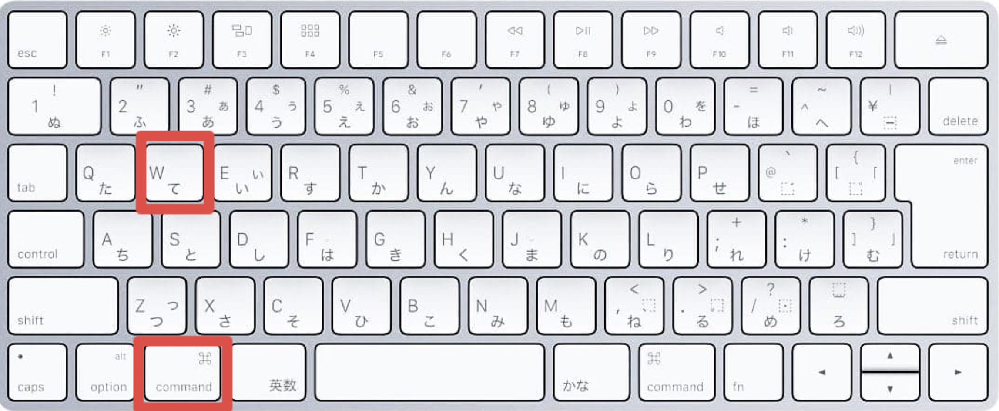 esc F1 F2 F3 F4 F5 F6 F7 F8 F9 F10 F11 F12
! " # $ % & ' ( ) = ~ |
1 2 3 あ 4 ぅ 5 ぇ 6 ぉ 7 ゃ 8 ゅ 9 ょ 0 を - ^ ¥
ぬ ふ あ う え お や ゆ よ わ ほ へ ー delete
` { enter
Q W E ぃ R T Y U I O P @ [ 「
tab た て い す か ん な に ら せ ゛ ゜
+ * }
A S D F G H J K L ; : ] 」
control ち と し は き く ま の り れ け む return
< > ? _
Z っ X C V B N M , 、 . 。 / ・
shift つ さ そ ひ こ み も ね る め ろ shift
alt ⌘ ⌘ ▲
caps option command 英数 かな command fn ◀ ▼ ▶